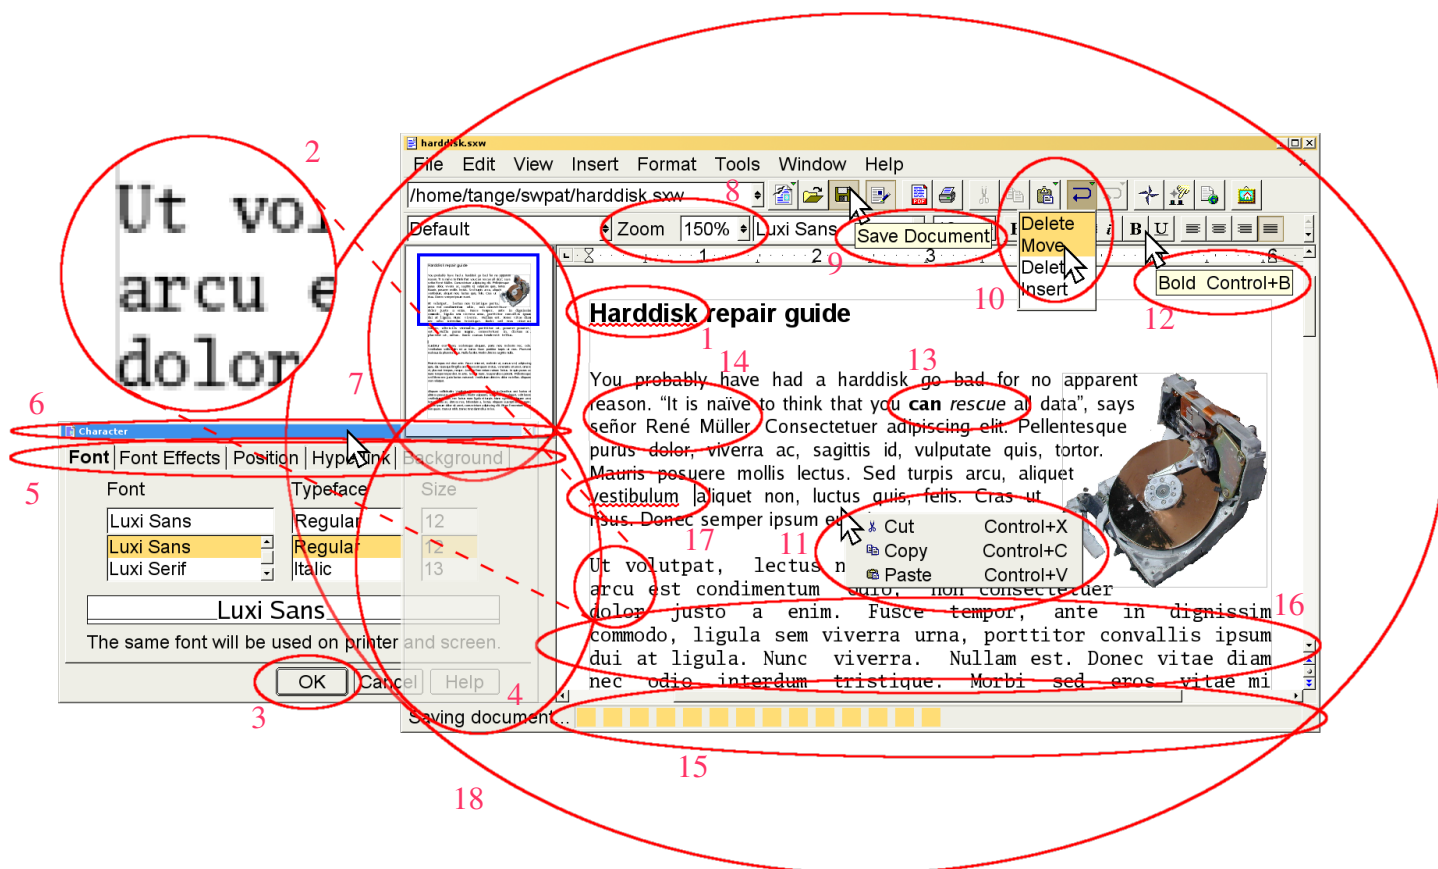 2
Ut vol
arcu e
dolor
harddisk.sxw
File Edit View Insert Format Tools Window Help
/home/tange/swpat/harddisk.sxw
8
Default
Zoom 150%
Luxi Sans
Save Document
9
Delete
Move
Delet
Insert
10
B U
Bold Control+B
12
1 2 3 6
Harddisk repair guide
1
14
13
7
You probably have had a harddisk go bad for no apparent
reason. “It is naïve to think that you can rescue all data”, says
señor René Müller. Consectetuer adipiscing elit. Pellentesque
purus dolor, viverra ac, sagittis id, vulputate quis, tortor.
Mauris posuere mollis lectus. Sed turpis arcu, aliquet
vestibulum aliquet non, luctus quis, felis. Cras ut
risus. Donec semper ipsum e
17
11
Cut Control+X
Copy Control+C
Paste Control+V
Ut volutpat, lectus n
arcu est condimentum odio, non consectetuer
dolor justo a enim. Fusce tempor, ante in dignissim
16
commodo, ligula sem viverra urna, porttitor convallis ipsum
dui at ligula. Nunc viverra. Nullam est. Donec vitae diam
nec odio interdum tristique. Morbi sed eros vitae mi
6
Character
Font Font Effects Position Hyperlink Background
5
Font Typeface Size
Luxi Sans Regular 12
Luxi Sans Regular 12
Luxi Serif Italic 13
Luxi Sans
The same font will be used on printer and screen.
OK Cancel Help
3
4
Saving document...
15
18